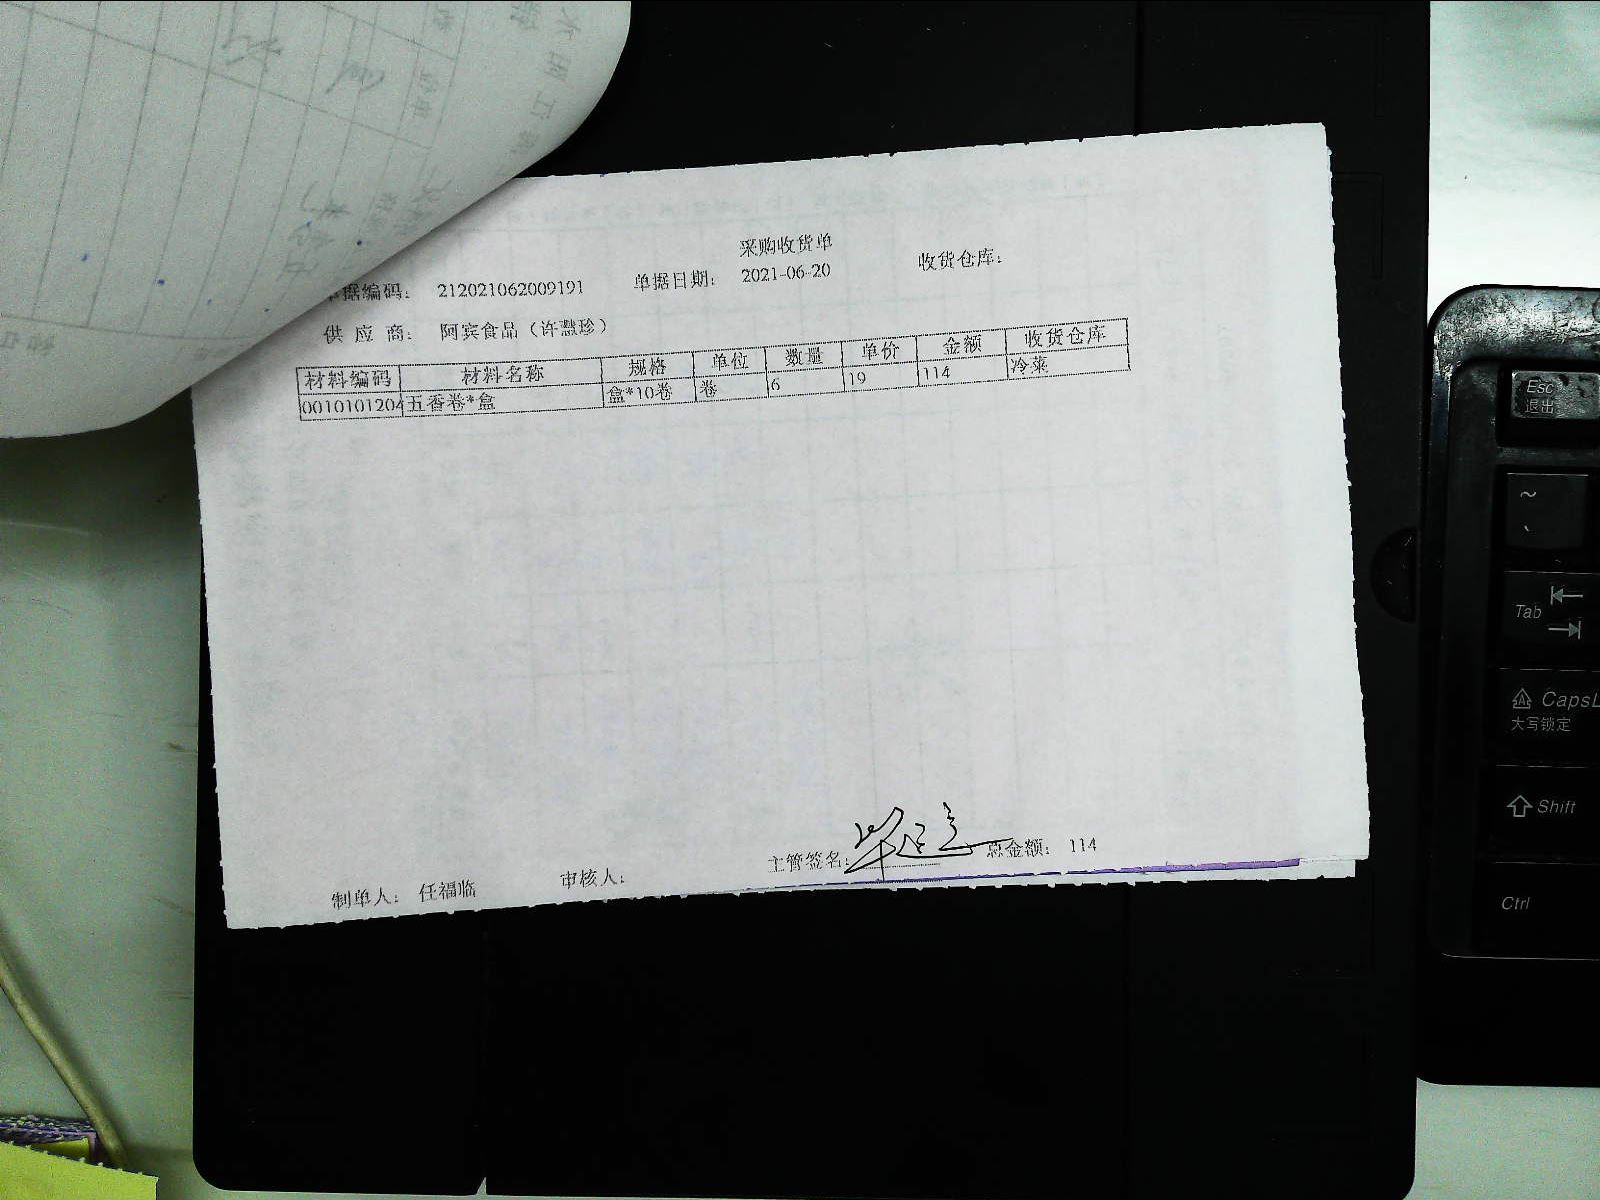 采购收货单
据编码： 212021062009191 单据日期： 2021-06-20 收货仓库：
供 应 商： 阿宾食品（许慧珍）
材料编码 材料名称 规格 单位 数量 单价 金额 收货仓库
0010101204 五香卷*盒 盒*10卷 卷 6 19 114 冷菜
主管签名： 总金额： 114
制单人： 任福临 审核人：
Esc
退出
~
Tab
CapsL
大写锁定
Shift
Ctrl